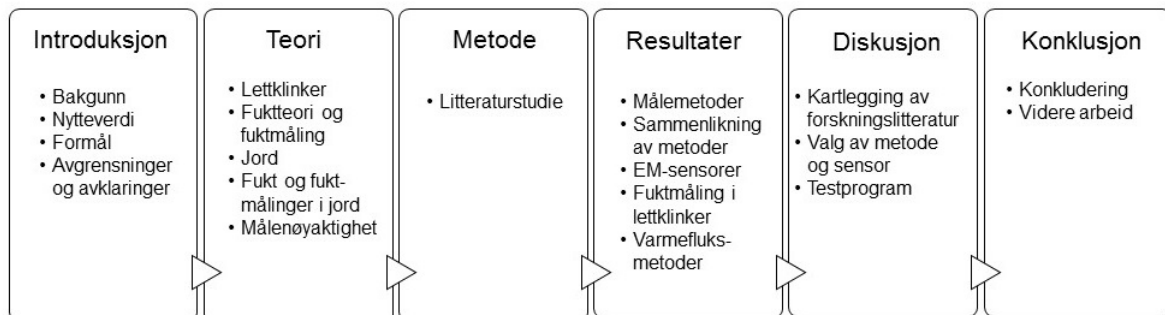 Introduksjon
• Bakgunn
• Nytteverdi
• Formål
• Avgrensninger
og avklaringer
Teori
• Lettklinker
• Fuktteori og
fuktmåling
• Jord
• Fukt og fukt-
målinger i jord
• Målenøyaktighet
Metode
• Litteraturstudie
Resultater
• Målemetoder
• Sammenlikning
av metoder
• EM-sensorer
• Fuktmåling i
lettklinker
• Varmefluks-
metoder
Diskusjon
• Kartlegging av
forskningslitteratur
• Valg av metode
og sensor
• Testprogram
Konklusjon
• Konkludering
• Videre arbeid